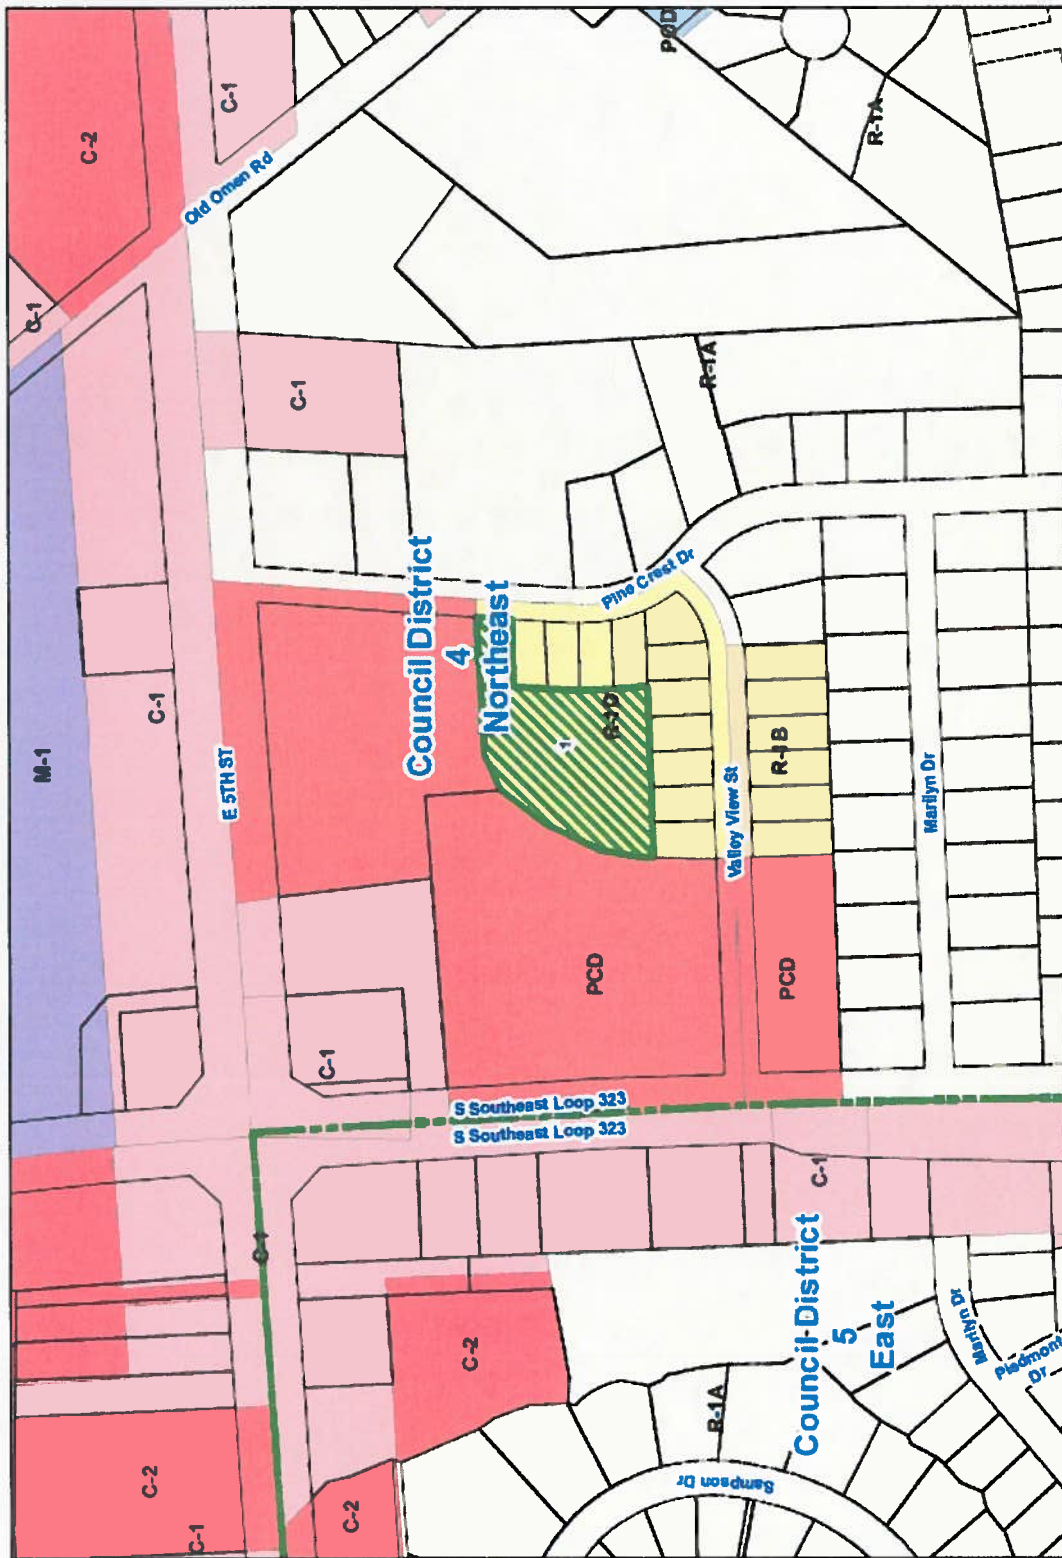 C-1
M-1
C-2
C-2
C-1
C-1
Old Omen Rd
C-1
E 5TH ST
C-1
C-1
C-1
C-2
Council District
4
Northeast
C-2
S Southeast Loop 323
S Southeast Loop 323
1
PCD
R-1D
Pine Crest Dr
POD
R-1A
R-1A
Valley View St
Sampson Dr
R-1B
PCD
Council District
5
East
C-1
R-1A
Marilyn Dr
Marilyn Dr
Piedmont
Dr